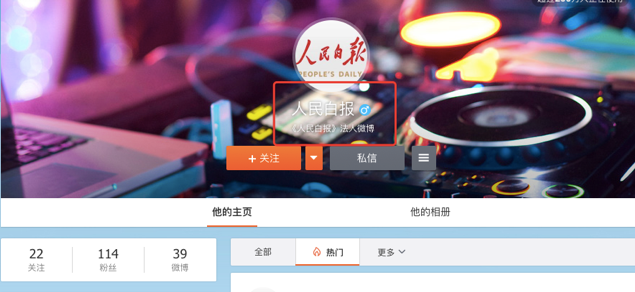 人民白报
PEOPLE'S DAILY
人民白报
《人民白报》法人微博
+关注
私信
他的主页
他的相册
22
114
39
关注
粉丝
微博
全部
热门
更多